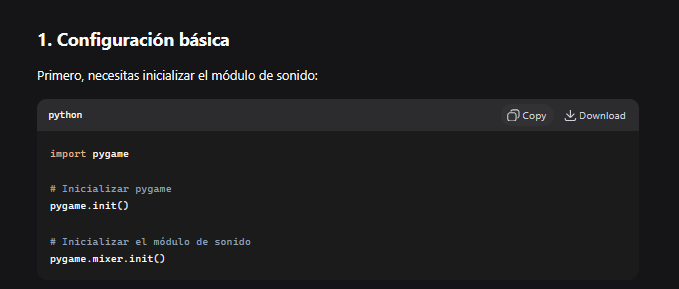 1. Configuración básica
Primero, necesitas inicializar el módulo de sonido:
python
Copy
Download
import pygame
# Inicializar pygame
pygame.init()
# Inicializar el módulo de sonido
pygame.mixer.init()